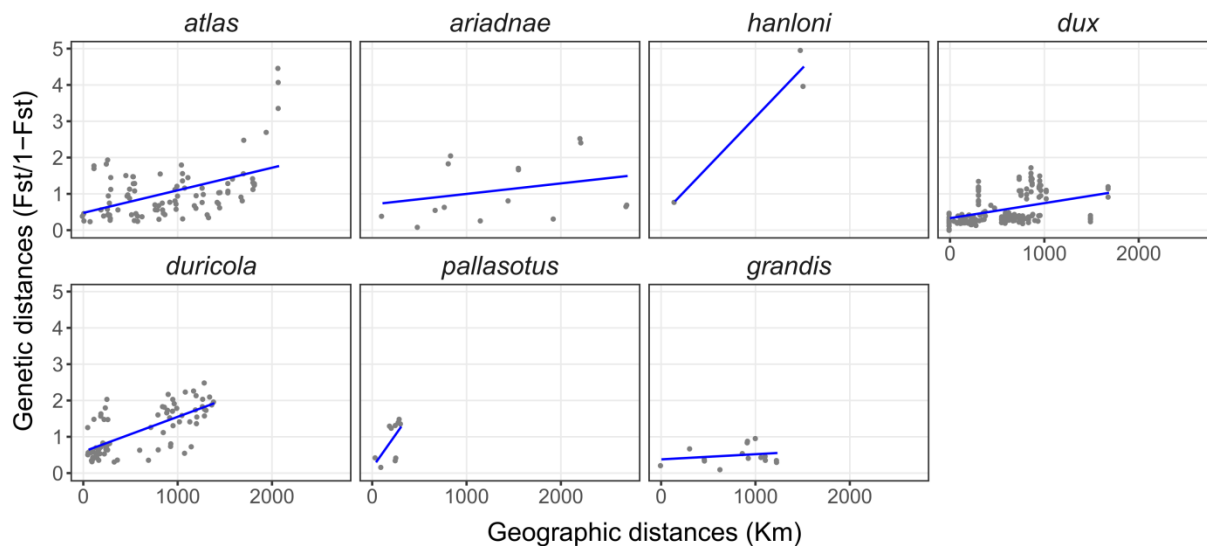 atlas ariadnae hanloni dux
5
4
3
2
1
0
0 1000 2000
duricola pallasotus grandis
5
4
3
2
1
0
0 1000 2000 0 1000 2000 0 1000 2000
Genetic distances (Fst/1−Fst)
Geographic distances (Km)